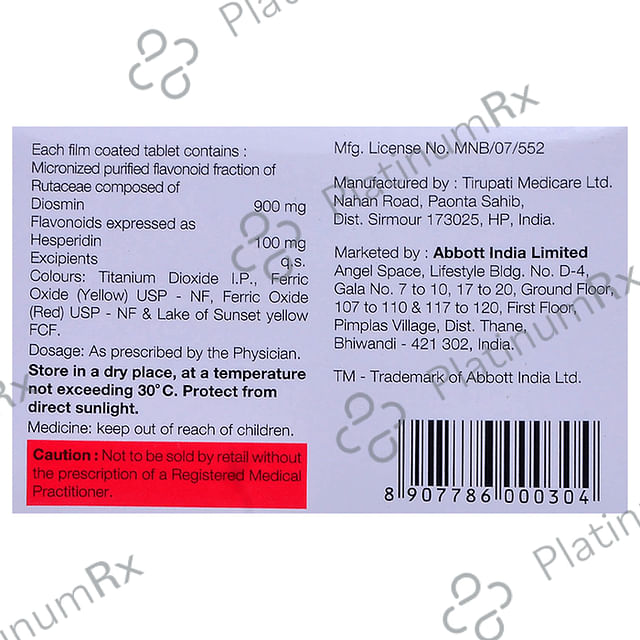 Each film coated tablet contains :
Micronized purified flavonoid fraction of
Rutaceae composed of
Diosmin 900 mg
Flavonoids expressed as
Hesperidin 100 mg
Excipients q.s.
Colours: Titanium Dioxide I.P., Ferric
Oxide (Yellow) USP - NF, Ferric Oxide
(Red) USP - NF & Lake of Sunset yellow
FCF.
Dosage: As prescribed by the Physician.
Store in a dry place, at a temperature
not exceeding 30°C. Protect from
direct sunlight.
Medicine: keep out of reach of children.
Caution : Not to be sold by retail without
the prescription of a Registered Medical
Practitioner.
Mfg. License No. MNB/07/552
Manufactured by : Tirupati Medicare Ltd.
Nahan Road, Paonta Sahib,
Dist. Sirmour 173025, HP, India.
Marketed by : Abbott India Limited
Angel Space, Lifestyle Bldg. No. D-4,
Gala No. 7 to 10, 17 to 20, Ground Floor,
107 to 110 & 117 to 120, First Floor,
Pimplas Village, Dist. Thane,
Bhiwandi - 421 302, India.
TM - Trademark of Abbott India Ltd.
8 907786 000304
PlatinumRx
PlatinumRx
PlatinumRx
PlatinumRx
PlatinumRx